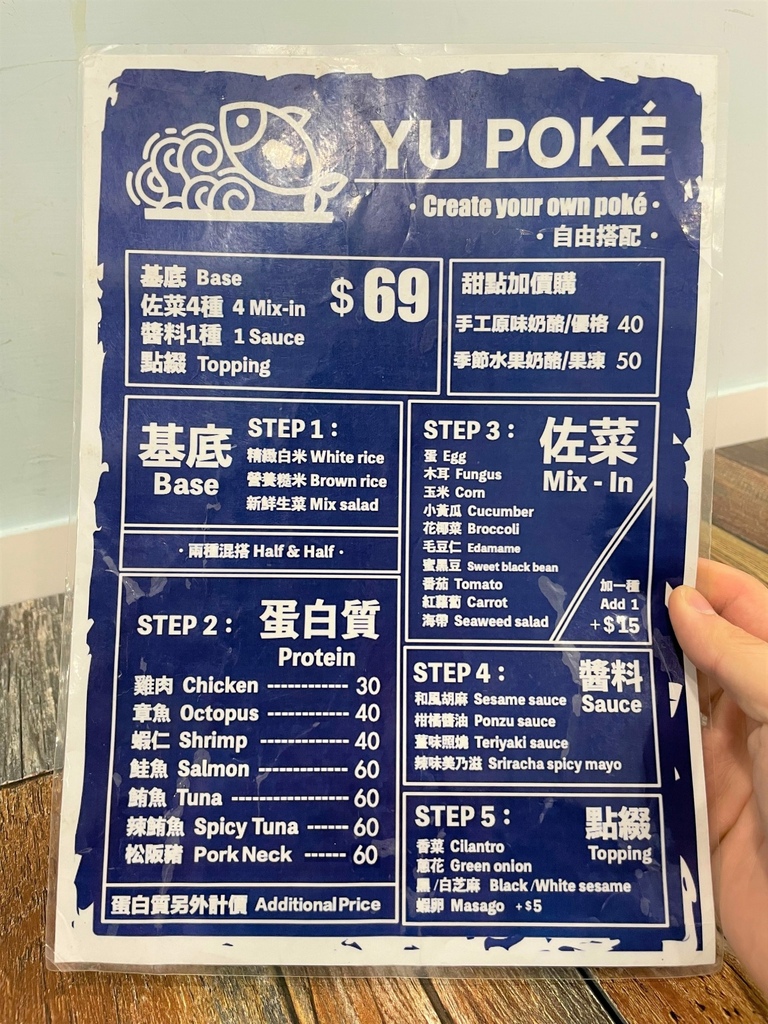 YU POKÉ
· Create your own poké ·
· 自由搭配 ·
基底 Base
佐菜4種 4 Mix-in
醬料1種 1 Sauce
點綴 Topping
$ 69
甜點加價購
手工原味奶酪/優格 40
季節水果奶酪/果凍 50
基底
Base
STEP 1：
精緻白米 White rice
營養糙米 Brown rice
新鮮生菜 Mix salad
· 兩種混搭 Half & Half ·
STEP 2： 蛋白質
Protein
雞肉 Chicken ------------ 30
章魚 Octopus ------------ 40
蝦仁 Shrimp ------------- 40
鮭魚 Salmon ------------- 60
鮪魚 Tuna ---------------- 60
辣鮪魚 Spicy Tuna ------ 60
松阪豬 Pork Neck ------ 60
蛋白質另外計價 Additional Price
STEP 3： 佐菜
Mix - In
蛋 Egg
木耳 Fungus
玉米 Corn
小黃瓜 Cucumber
花椰菜 Broccoli
毛豆仁 Edamame
蜜黑豆 Sweet black bean
番茄 Tomato
紅蘿蔔 Carrot
海帶 Seaweed salad
加一種
Add 1
+$15
STEP 4： 醬料
Sauce
和風胡麻 Sesame sauce
柑橘醬油 Ponzu sauce
薑味照燒 Teriyaki sauce
辣味美乃滋 Sriracha spicy mayo
STEP 5： 點綴
Topping
香菜 Cilantro
蔥花 Green onion
黑 /白芝麻 Black /White sesame
蝦卵 Masago +$5